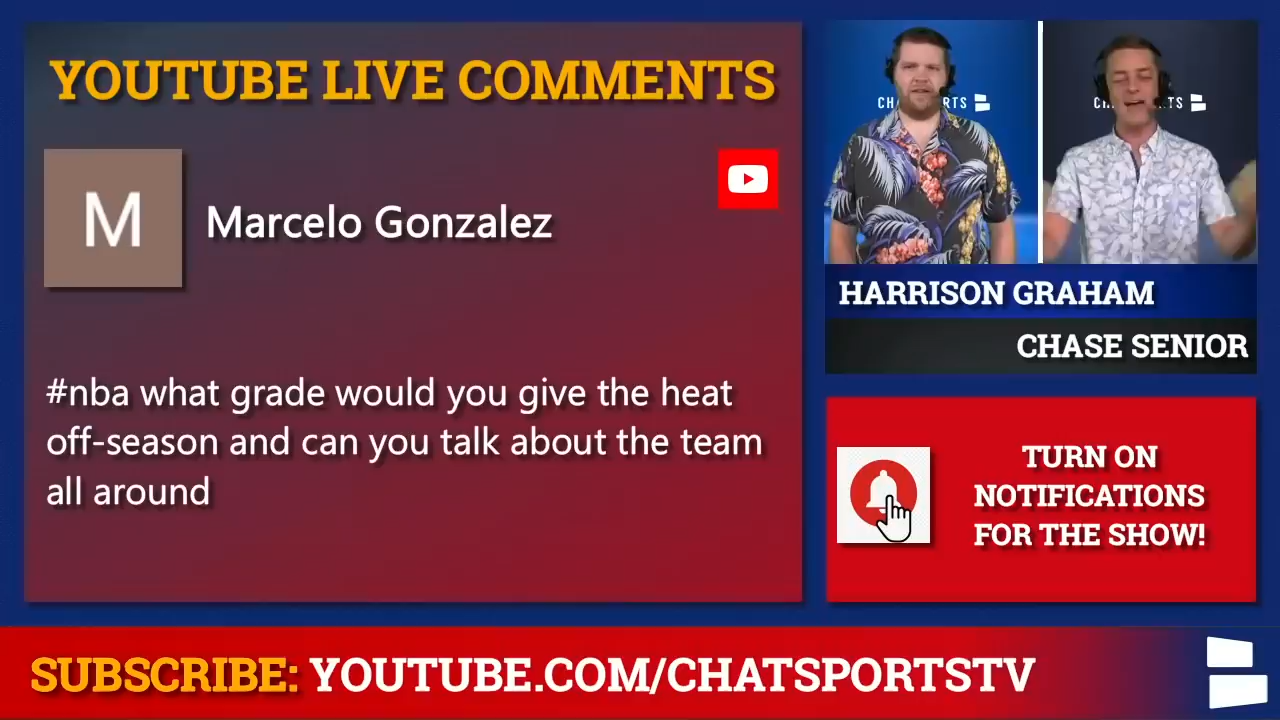 YOUTUBE LIVE COMMENTS
M
Marcelo Gonzalez
#nba what grade would you give the heat
off-season and can you talk about the team
all around
HARRISON GRAHAM
CHASE SENIOR
TURN ON
NOTIFICATIONS
FOR THE SHOW!
SUBSCRIBE: YOUTUBE.COM/CHATSPORTSTV